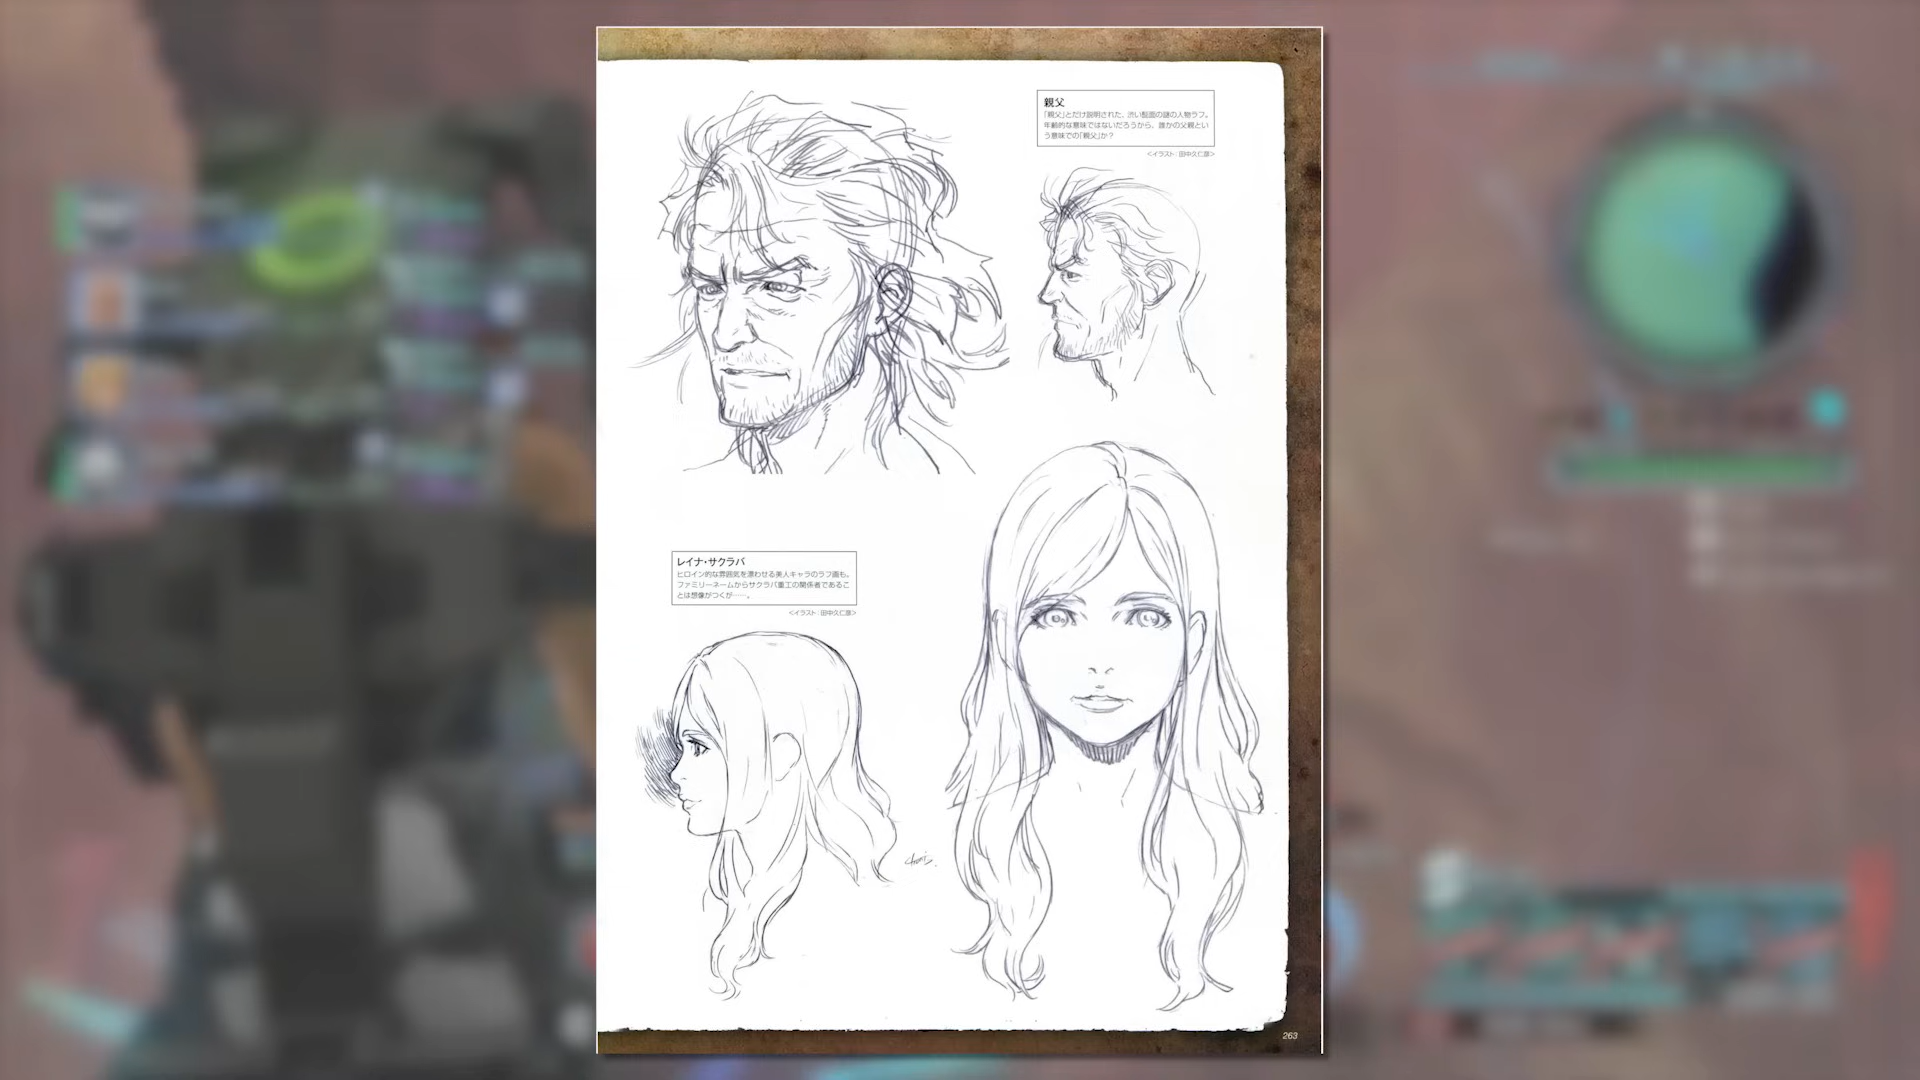 親父
「親父」とだけ説明された、渋い髭面の謎の人物ラフ。
年齢的な意味ではないだろうから、誰かの父親とい
う意味での「親父」か？
＜イラスト：田中久仁彦＞
レイナ・サクラバ
ヒロイン的な雰囲気を漂わせる美人キャラのラフ画も。
ファミリーネームからサクラバ重工の関係者であるこ
とは想像がつくが……。
＜イラスト：田中久仁彦＞
263